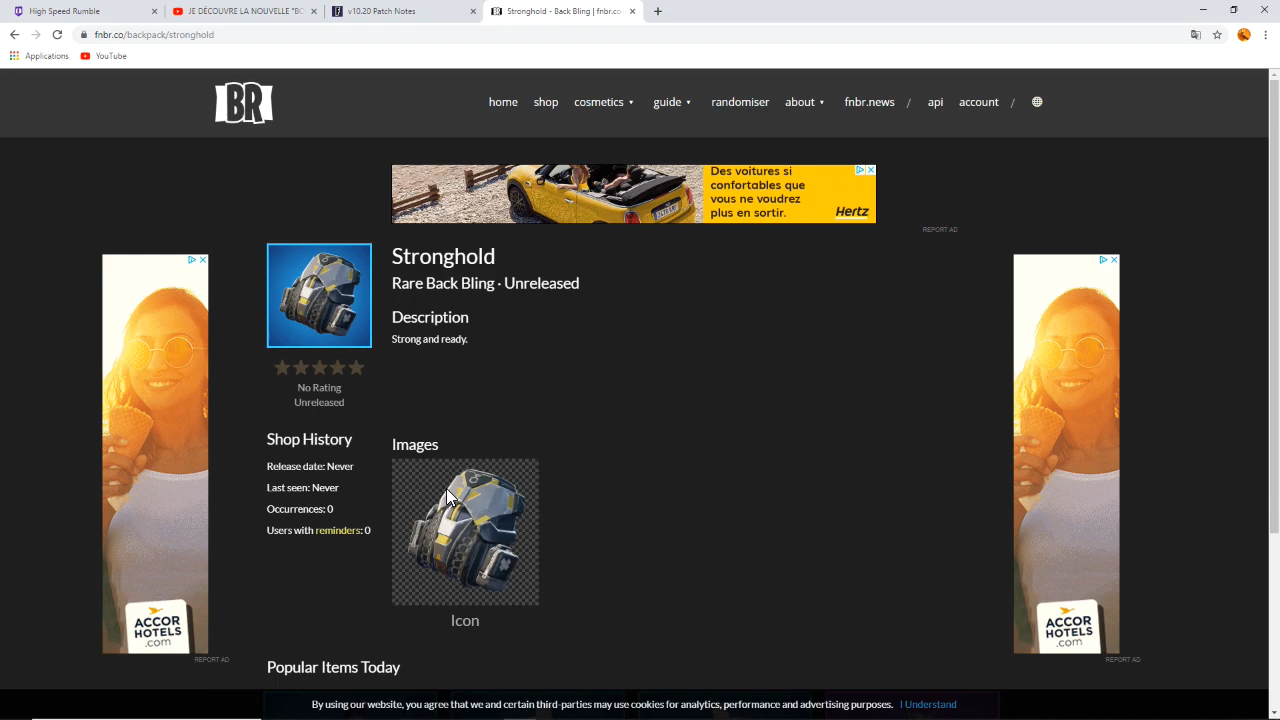 High Speed Rumble
JE DÉCOUVRE LA NOUVELLE "BC
v10.20 Patch Notes
Stronghold - Back Bling | fnbr.co
fnbr.co/backpack/stronghold
Applications
YouTube
BR
home
shop
cosmetics
guide
randomiser
about
fnbr.news
/
api
account
/
Des voitures si
confortables que
vous ne voudrez
plus en sortir.
Hertz
REPORT AD
Stronghold
Rare Back Bling · Unreleased
Description
Strong and ready.
No Rating
Unreleased
Shop History
Release date: Never
Last seen: Never
Occurrences: 0
Users with reminders: 0
Images
Icon
ACCOR
HOTELS
.com
REPORT AD
ACCOR
HOTELS
.com
REPORT AD
Popular Items Today
By using our website, you agree that we and certain third-parties may use cookies for analytics, performance and advertising purposes. I Understand